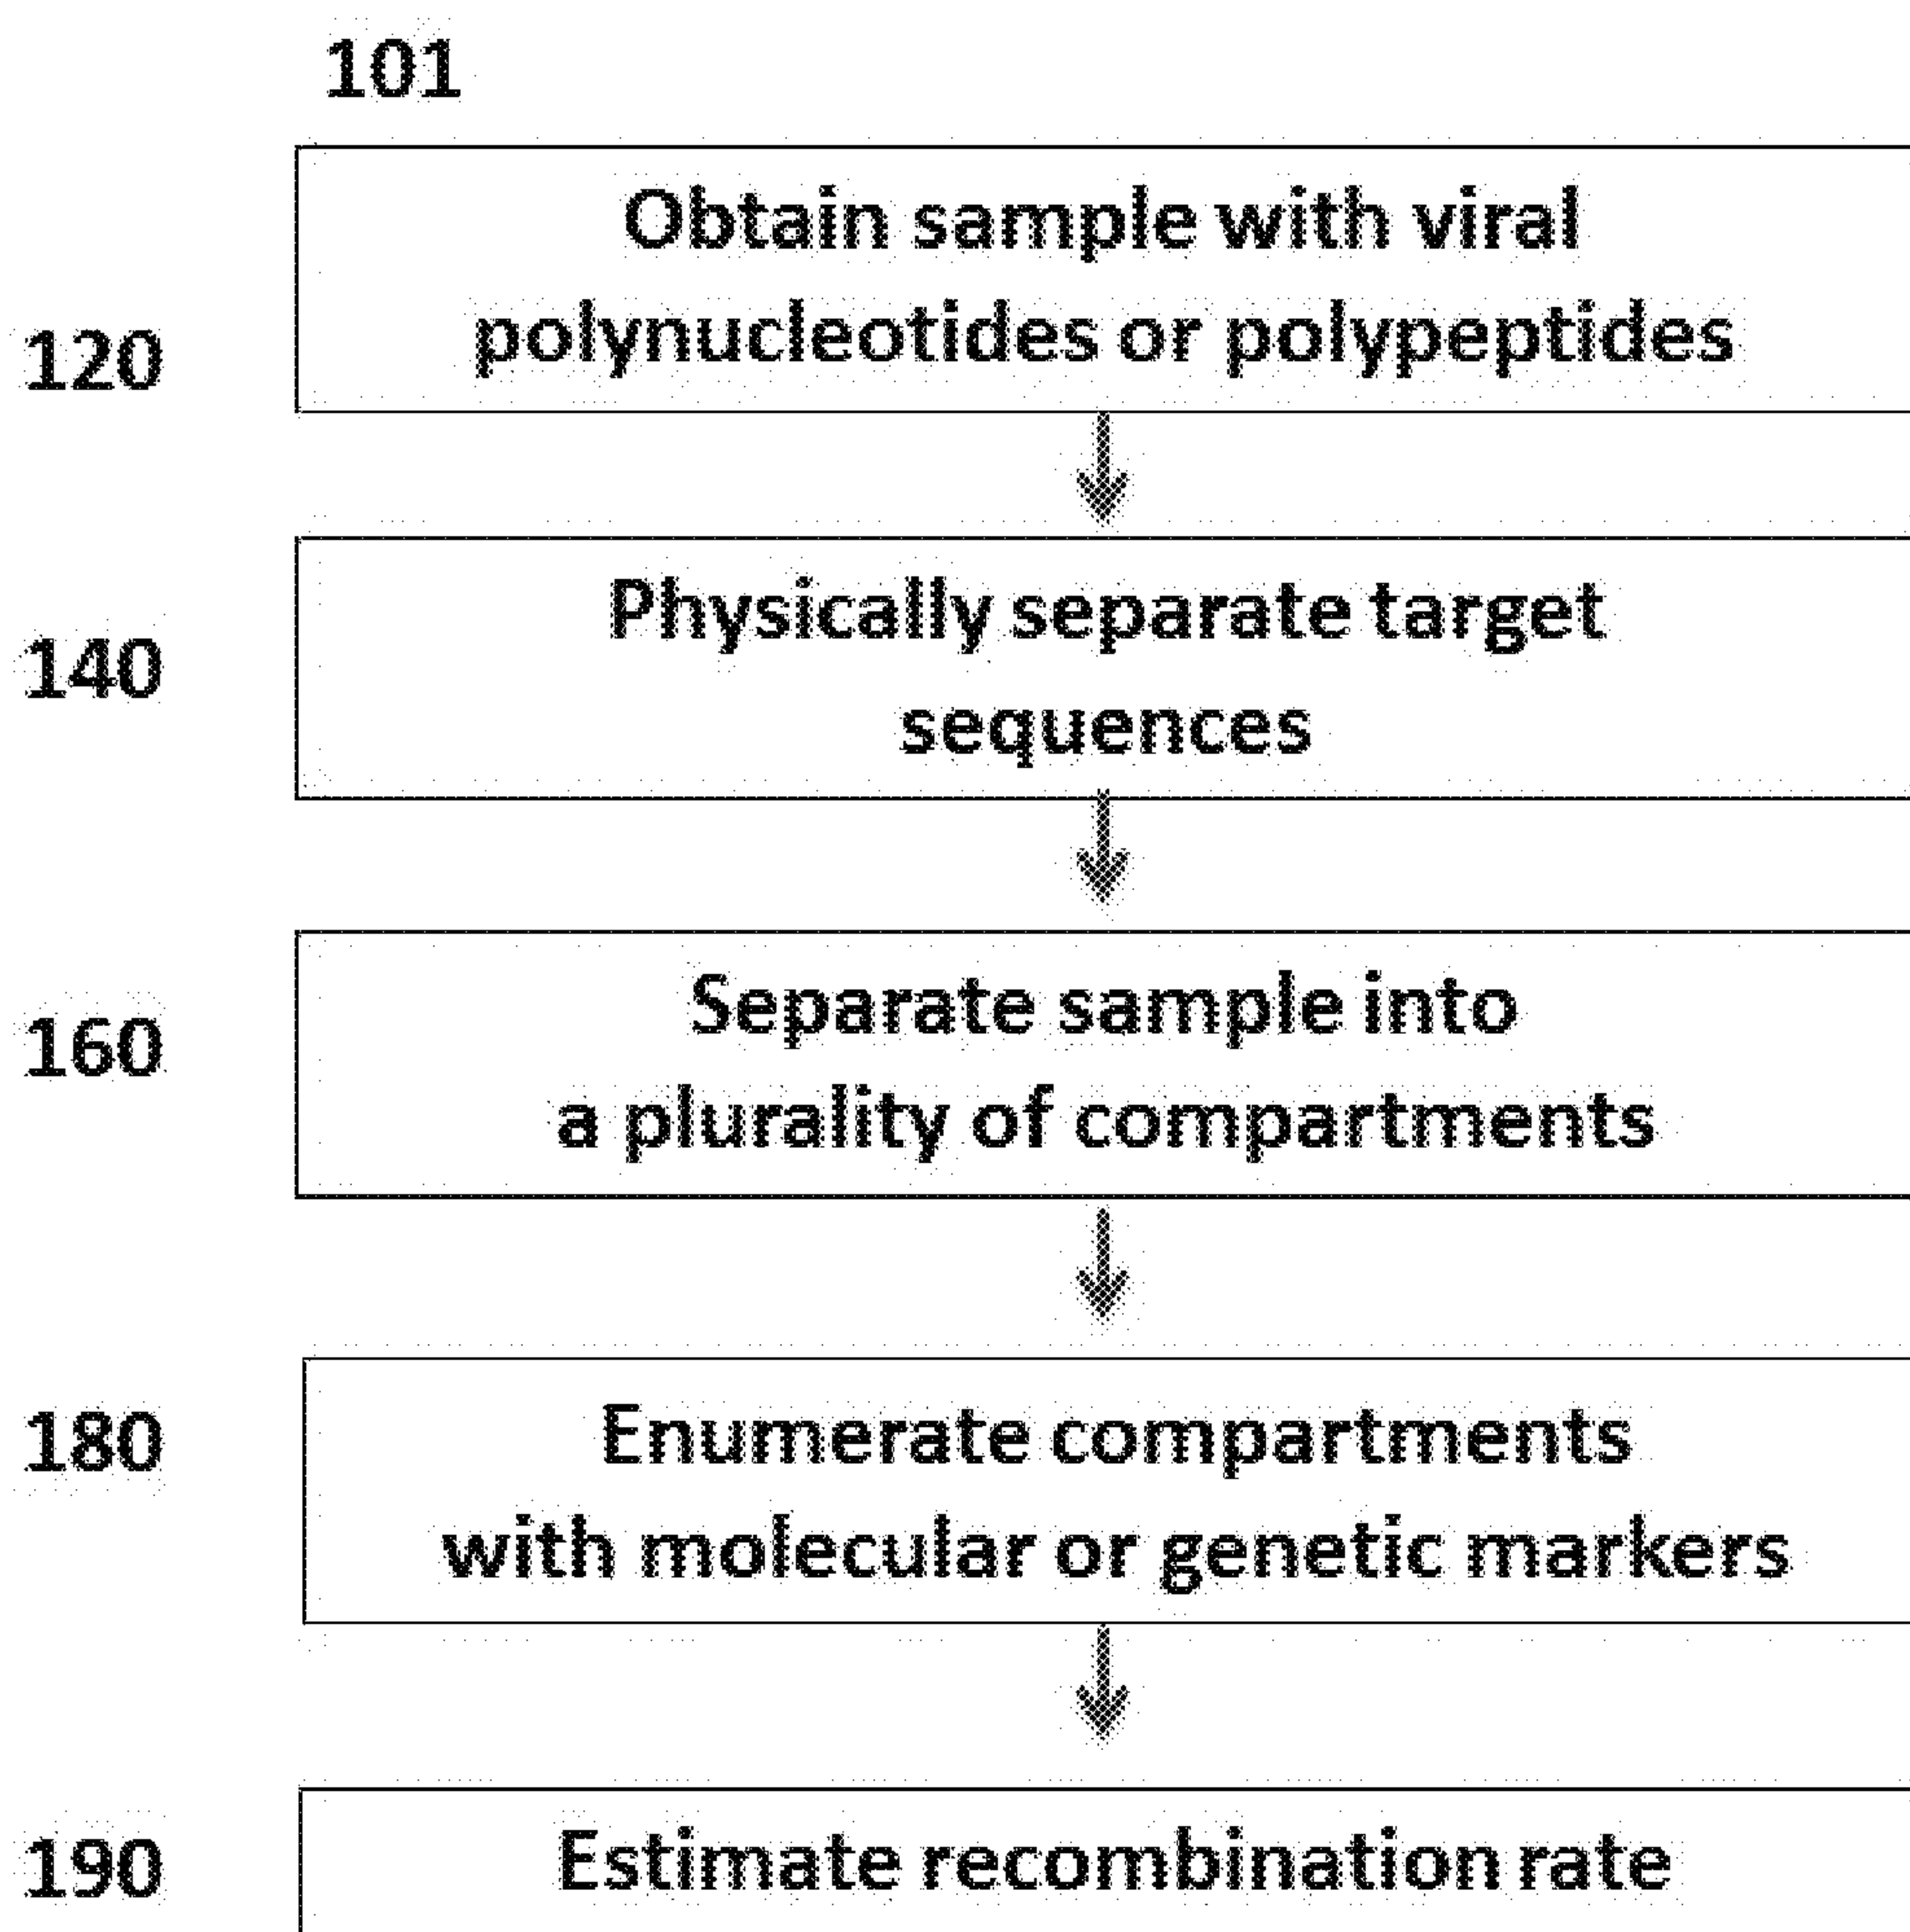 101
120
Obtain sample with viral
polynucleotides or polypeptides
140
Physically separate target
sequences
160
Separate sample into
a plurality of compartments
180
Enumerate compartments
with molecular or genetic markers
190
Estimate recombination rate